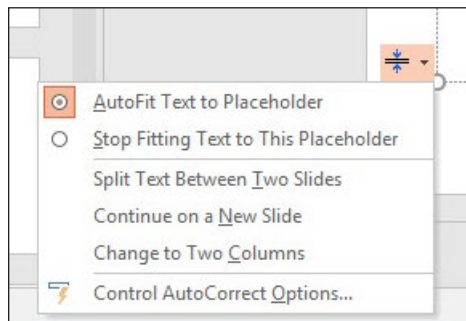 AutoFit Text to Placeholder
Stop Fitting Text to This Placeholder
Split Text Between Two Slides
Continue on a New Slide
Change to Two Columns
Control AutoCorrect Options...